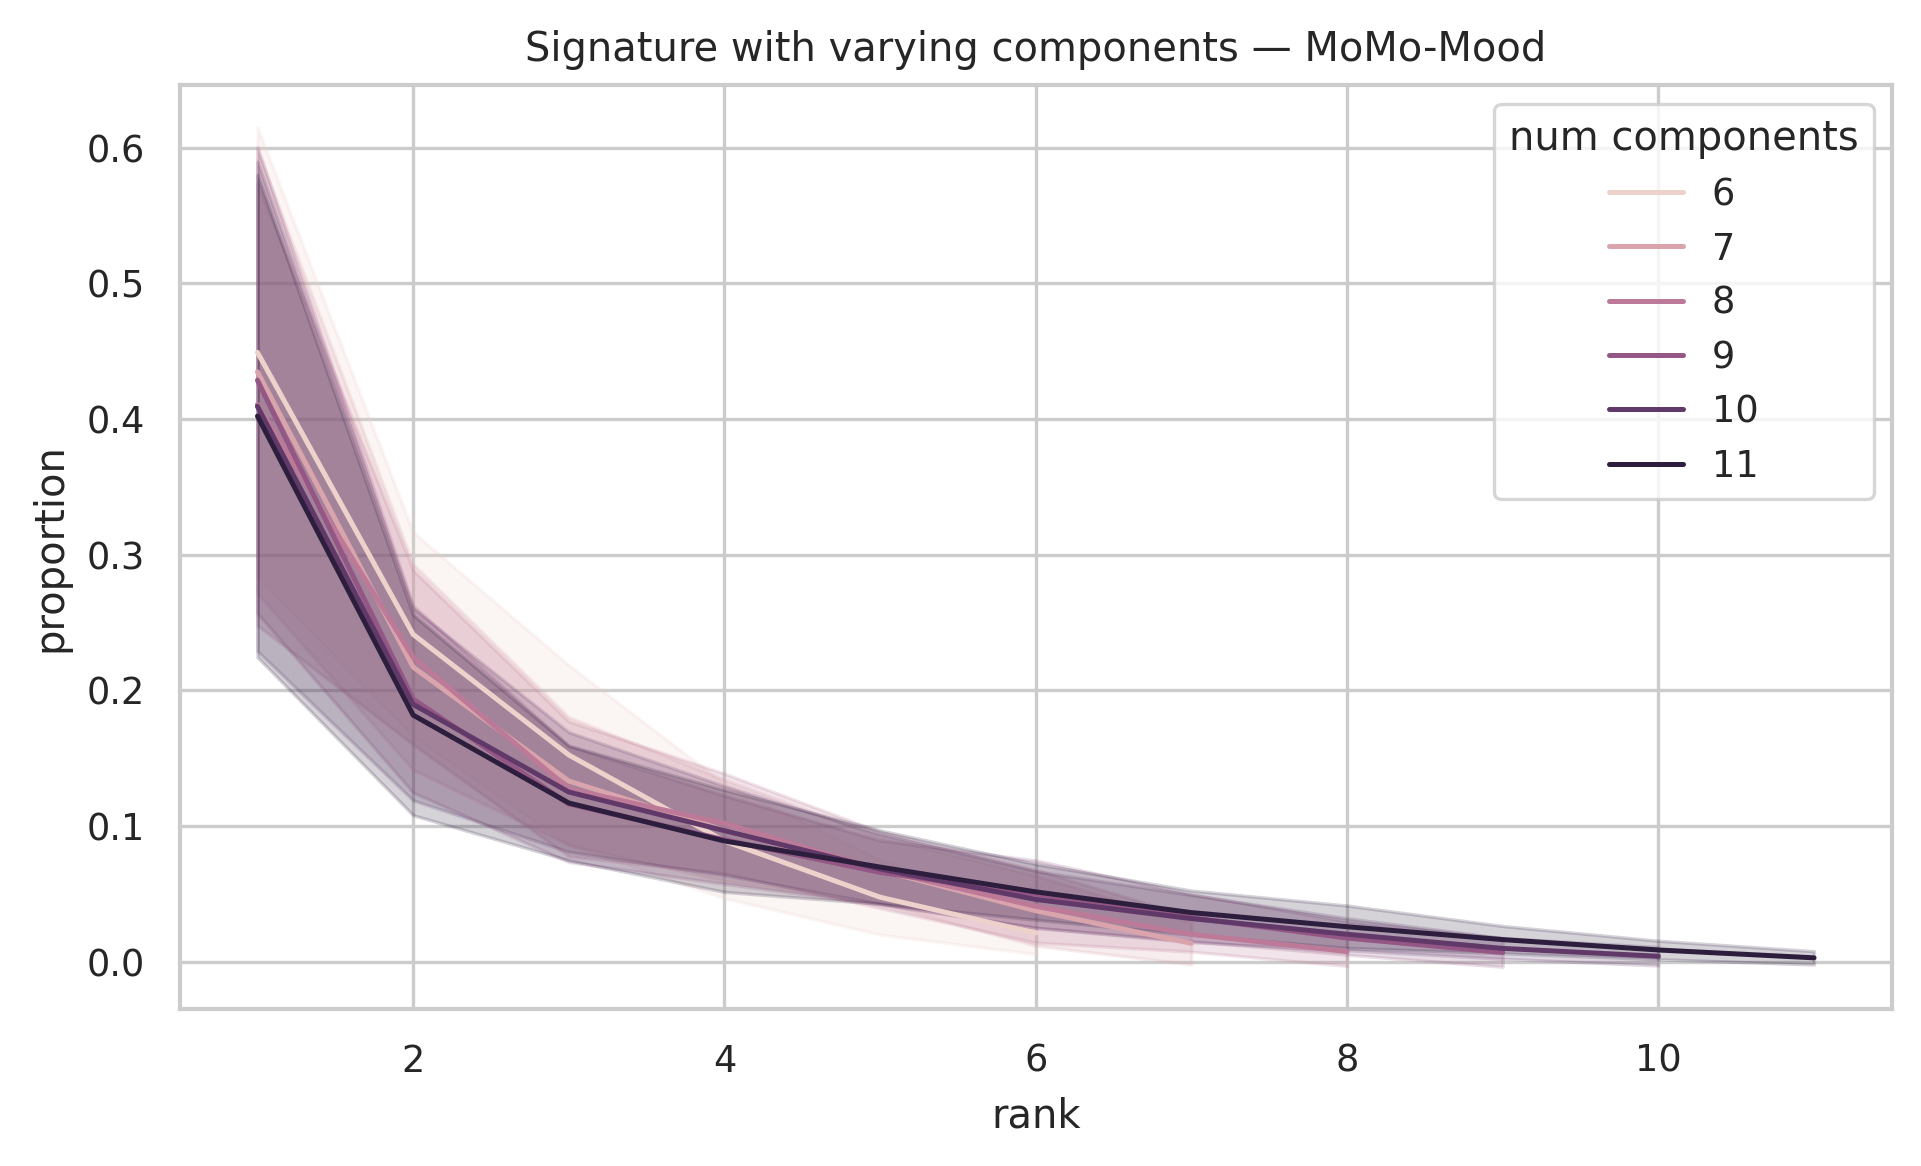 Signature with varying components — MoMo-Mood
num components
6
7
8
9
10
11
proportion
0.6
0.5
0.4
0.3
0.2
0.1
0.0
2 4 6 8 10
rank